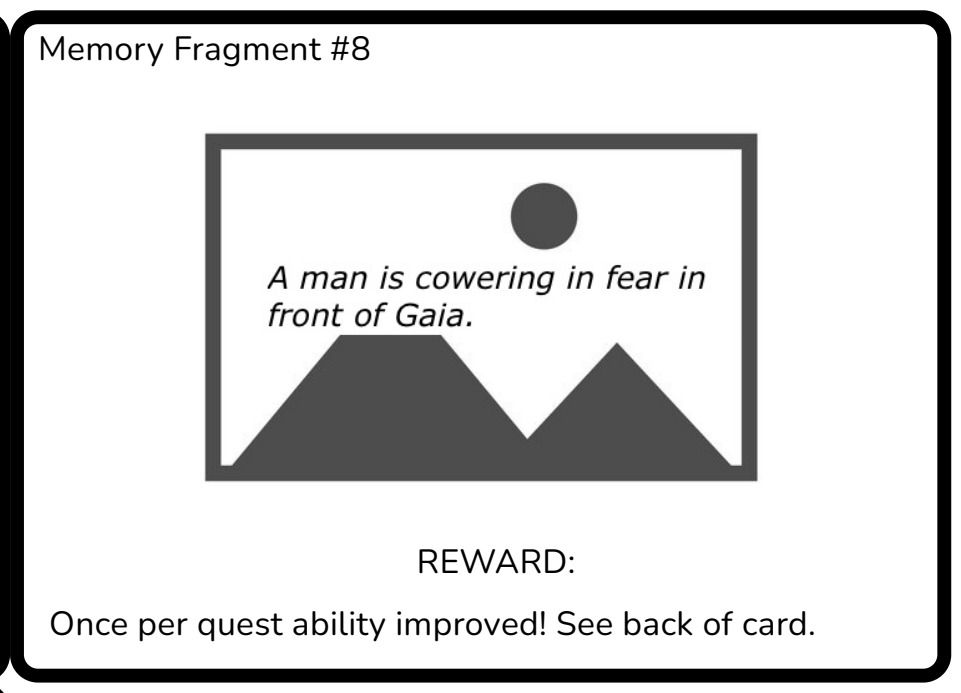 Memory Fragment #8
A man is cowering in fear in
front of Gaia.
REWARD:
Once per quest ability improved! See back of card.